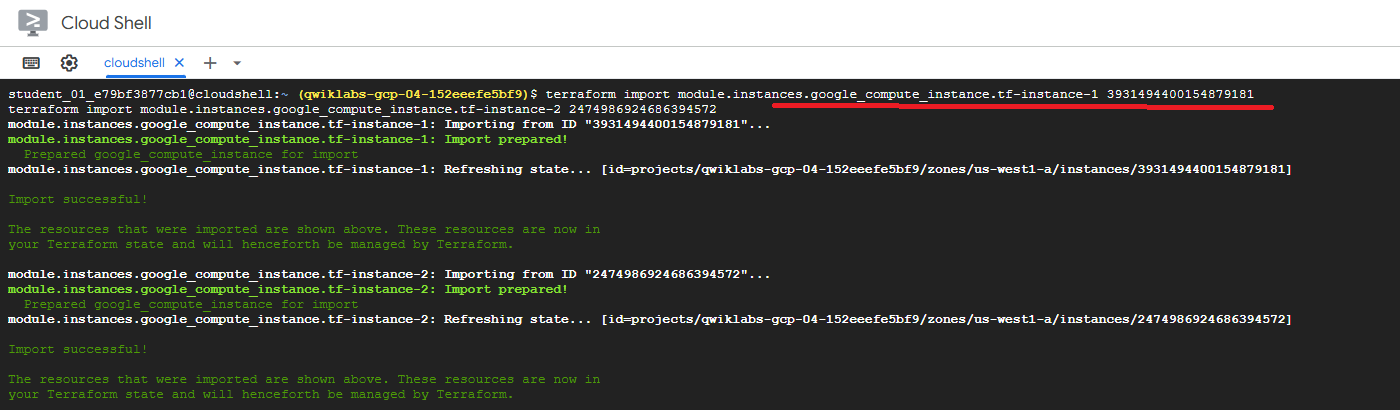 Cloud Shell
cloudshell
student_01_e79bf3877cb1@cloudshell:~ (qwiklabs-gcp-04-152eeefe5bf9)$ terraform import module.instances.google_compute_instance.tf-instance-1 3931494400154879181
terraform import module.instances.google_compute_instance.tf-instance-2 2474986924686394572
module.instances.google_compute_instance.tf-instance-1: Importing from ID "3931494400154879181"...
module.instances.google_compute_instance.tf-instance-1: Import prepared!
  Prepared google_compute_instance for import
module.instances.google_compute_instance.tf-instance-1: Refreshing state... [id=projects/qwiklabs-gcp-04-152eeefe5bf9/zones/us-west1-a/instances/3931494400154879181]
Import successful!
The resources that were imported are shown above. These resources are now in
your Terraform state and will henceforth be managed by Terraform.
module.instances.google_compute_instance.tf-instance-2: Importing from ID "2474986924686394572"...
module.instances.google_compute_instance.tf-instance-2: Import prepared!
  Prepared google_compute_instance for import
module.instances.google_compute_instance.tf-instance-2: Refreshing state... [id=projects/qwiklabs-gcp-04-152eeefe5bf9/zones/us-west1-a/instances/2474986924686394572]
Import successful!
The resources that were imported are shown above. These resources are now in
your Terraform state and will henceforth be managed by Terraform.